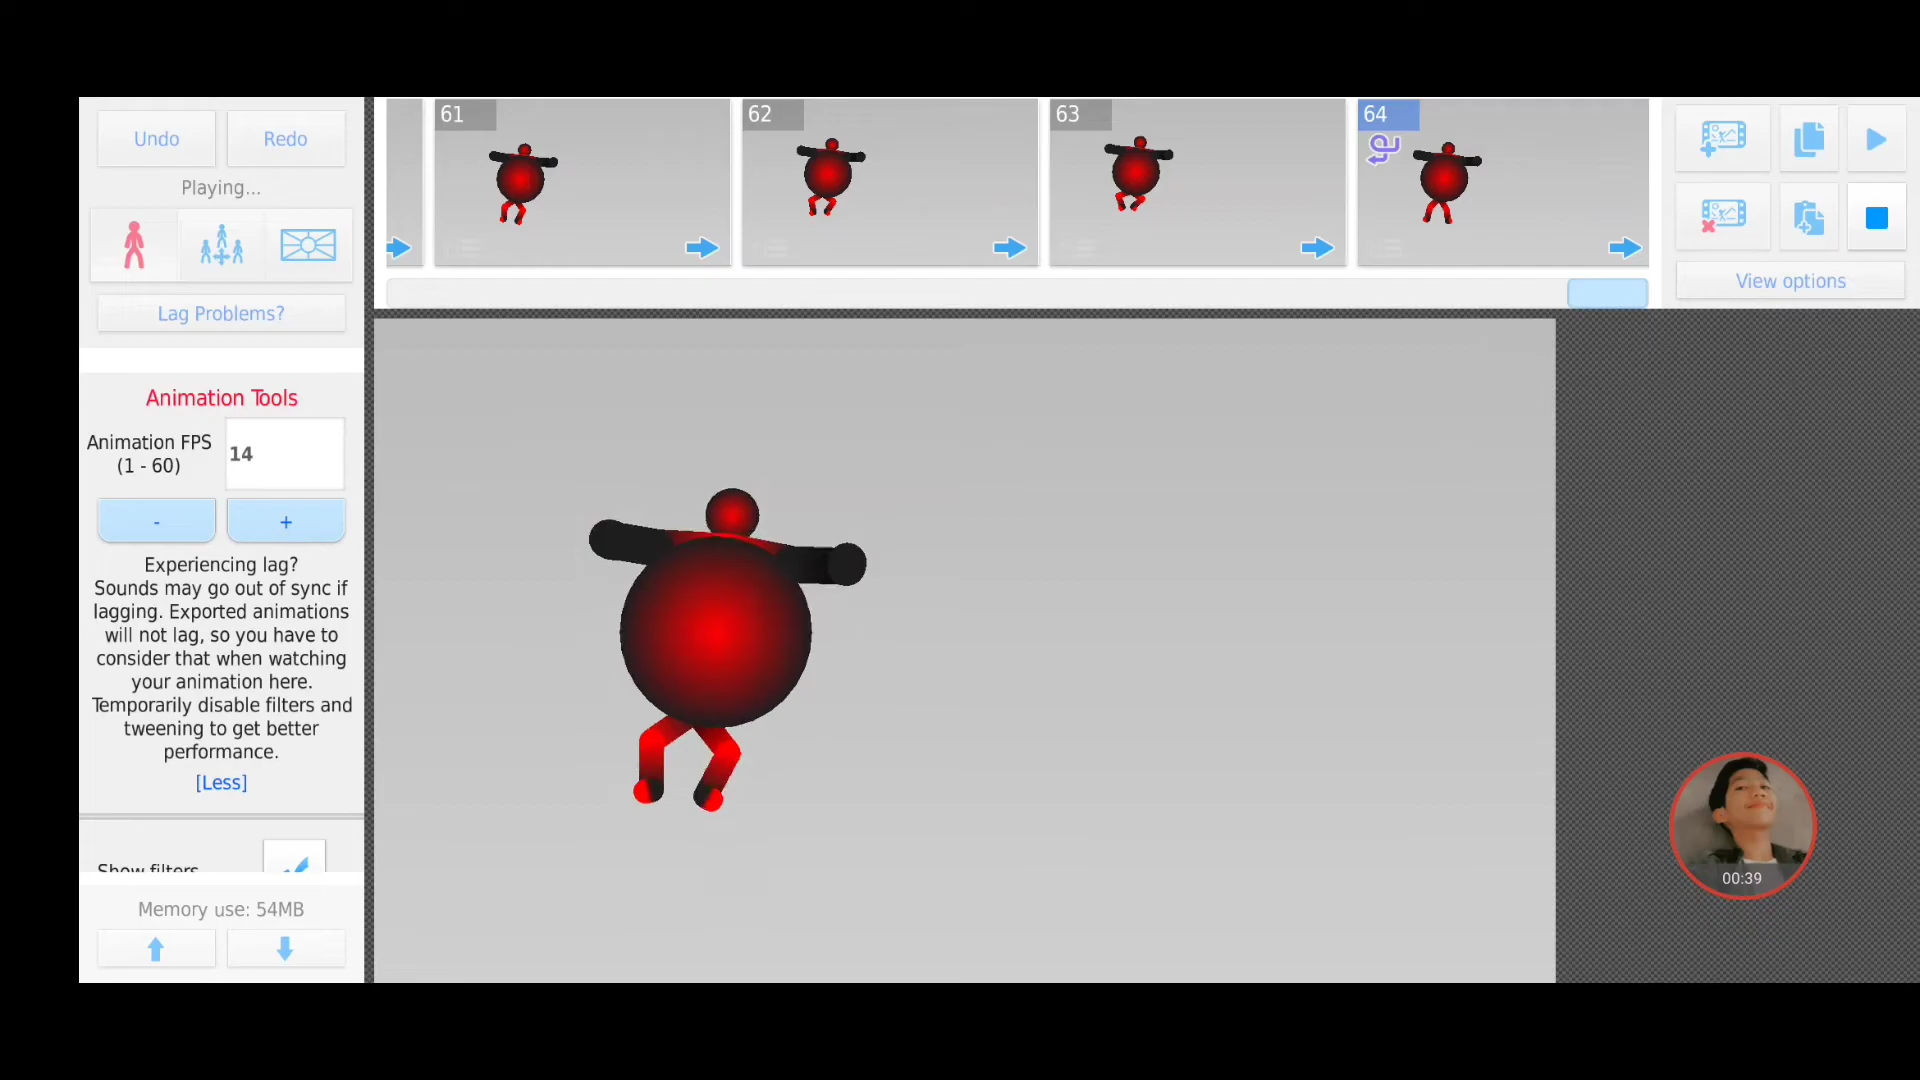 Undo
Redo
Playing...
Lag Problems?
61
62
63
64
View options
Animation Tools
Animation FPS
(1 - 60)
14
-
+
Experiencing lag?
Sounds may go out of sync if
lagging. Exported animations
will not lag, so you have to
consider that when watching
your animation here.
Temporarily disable filters and
tweening to get better
performance.
[Less]
Show filters
Memory use: 54MB
00:39